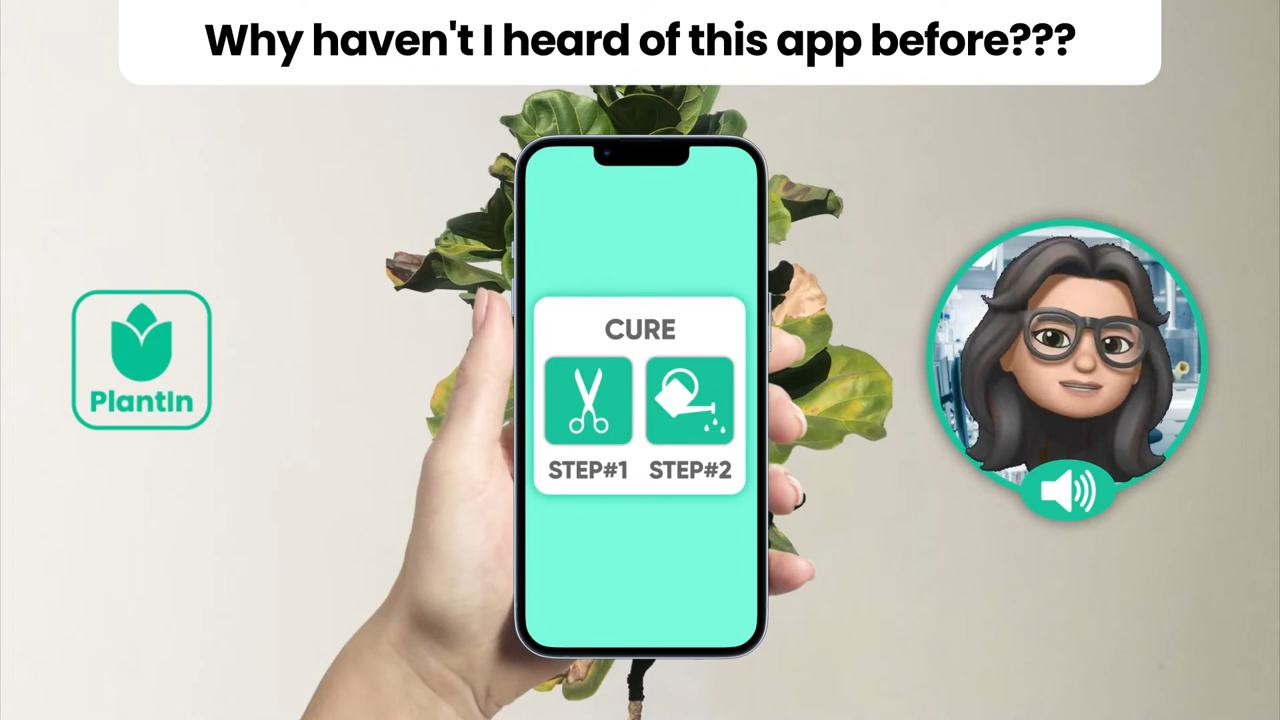 Why haven't I heard of this app before???
PlantIn
CURE
STEP#1 STEP#2